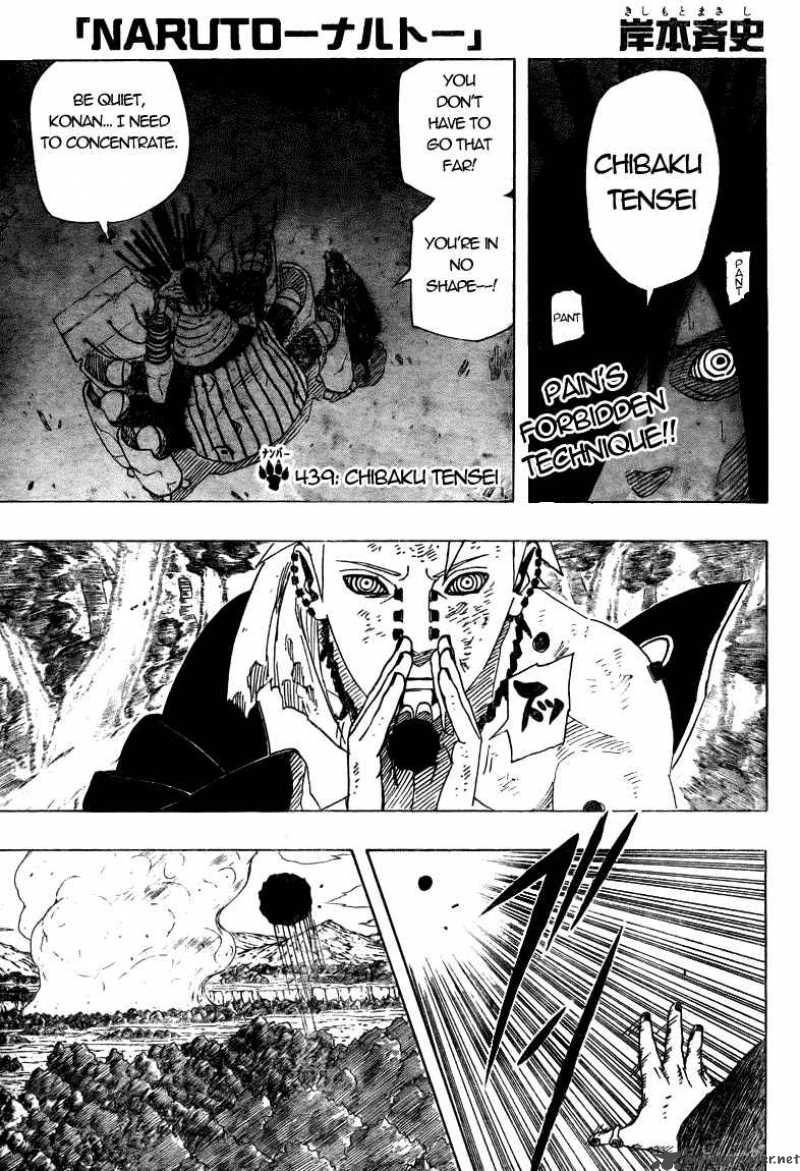 「NARUTOーナルトー」
きしもとまさし
岸本斉史
CHIBAKU
TENSEI
PANT
PANT
PAIN'S
FORBIDDEN
TECHNIQUE!!
YOU
DON'T
HAVE TO
GO THAT
FAR!
YOU'RE IN
NO
SHAPE~~!
BE QUIET,
KONAN... I NEED
TO CONCENTRATE.
ナンバー
439: CHIBAKU TENSEI
ズッ